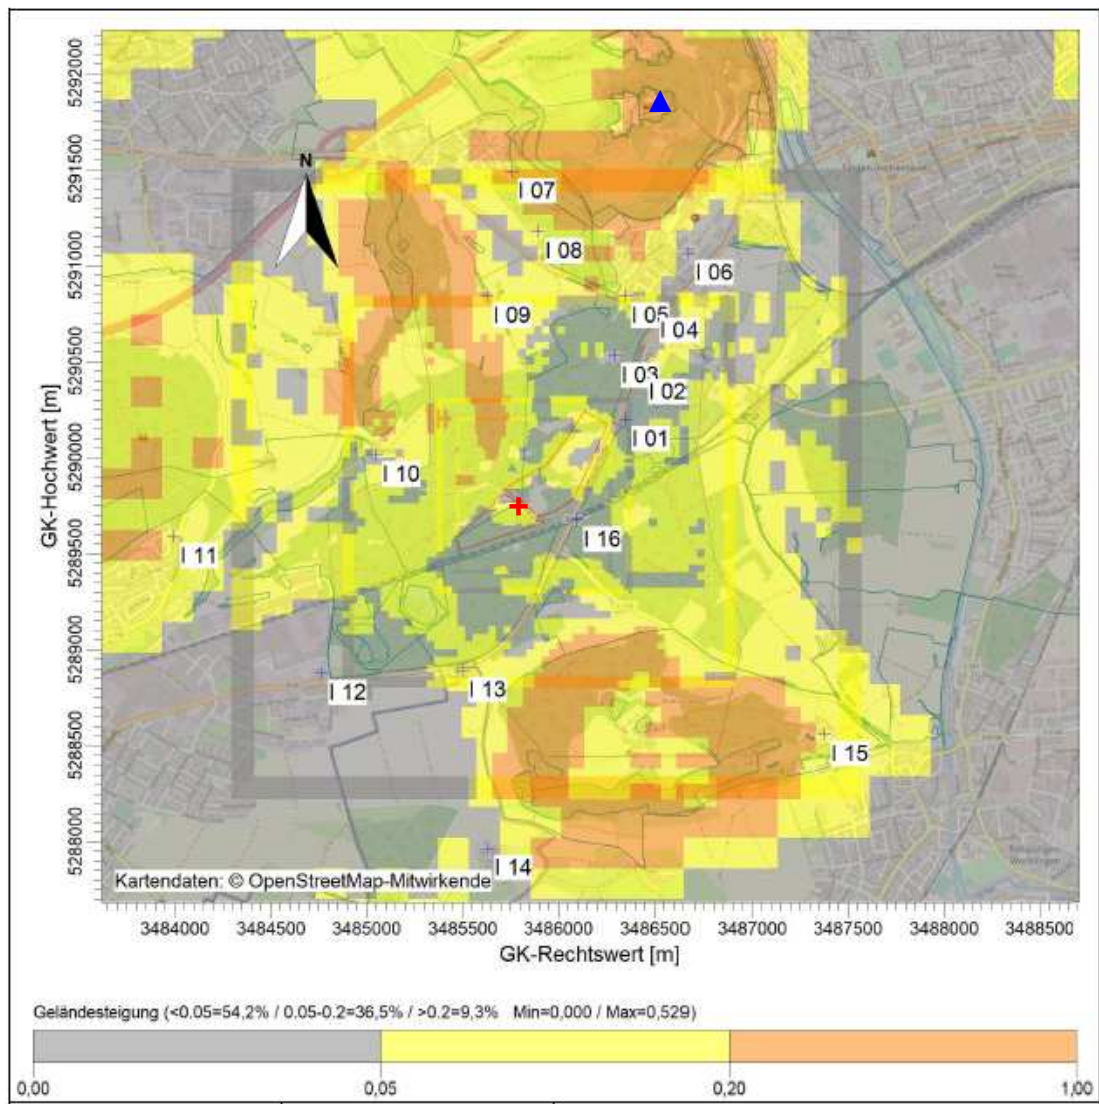 N
I 07
I 08
I 06
I 09
I 05
I 04
I 03
I 02
I 01
I 10
I 16
I 11
I 12
I 13
I 15
I 14
Kartendaten: © OpenStreetMap-Mitwirkende
5292000
5291500
5291000
5290500
5290000
5289500
5289000
5288500
5288000
GK-Hochwert [m]
3484000 3484500 3485000 3485500 3486000 3486500 3487000 3487500 3488000 3488500
GK-Rechtswert [m]
Geländesteigung (<0.05=54,2% / 0.05-0.2=36,5% / >0.2=9,3% Min=0,000 / Max=0,529)
0,00 0,05 0,20 1,00